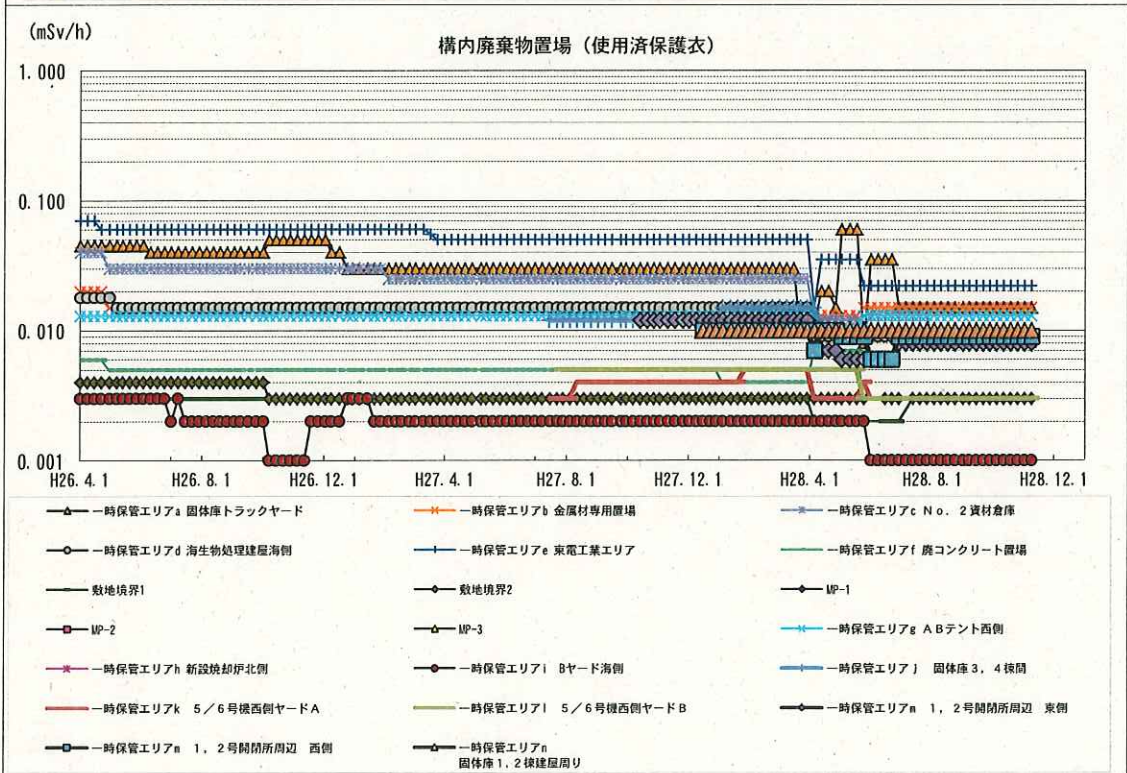 (mSv/h)
構内廃棄物置場（使用済保護衣）
1.000
0.100
0.010
0.001
H26.4.1 H26.8.1 H26.12.1 H27.4.1 H27.8.1 H27.12.1 H28.4.1 H28.8.1 H28.12.1
一時保管エリアa 固体庫トラックヤード 一時保管エリアb 金属材専用置場 一時保管エリアc No．2資材倉庫
一時保管エリアd 海生物処理建屋海側 一時保管エリアe 東電工業エリア 一時保管エリアf 廃コンクリート置場
敷地境界1 敷地境界2 MP-1
MP-2 MP-3 一時保管エリアg ABテント西側
一時保管エリアh 新設焼却炉北側 一時保管エリアi Bヤード海側 一時保管エリアj 固体庫3，4棟間
一時保管エリアk 5／6号機西側ヤードA 一時保管エリアl 5／6号機西側ヤードB 一時保管エリアm 1，2号開閉所周辺 東側
一時保管エリアm 1，2号開閉所周辺 西側 一時保管エリアn
固体庫1,2棟建屋周り